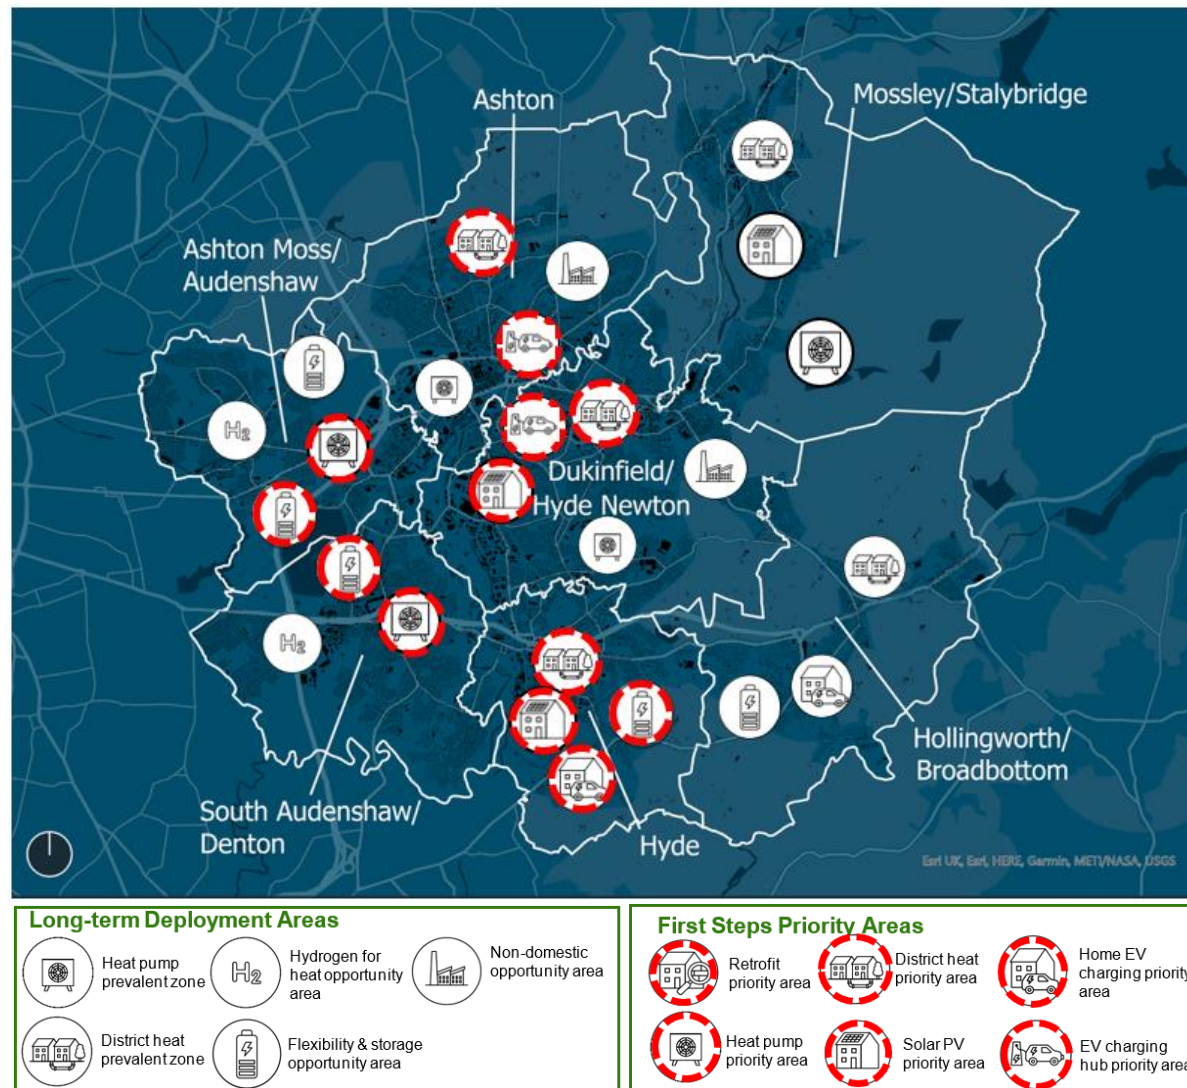 Ashton
Mossley/Stalybridge
Ashton Moss/
Audenshaw
H₂
Dukinfield/
Hyde Newton
H₂
Hollingworth/
Broadbottom
South Audenshaw/
Denton
Hyde
Esri UK, Esri, HERE, Garmin, METI/NASA, USGS
Long-term Deployment Areas
Heat pump
prevalent zone
H₂
Hydrogen for
heat opportunity
area
Non-domestic
opportunity area
District heat
prevalent zone
Flexibility & storage
opportunity area
First Steps Priority Areas
Retrofit
priority area
District heat
priority area
Home EV
charging priority
area
Heat pump
priority area
Solar PV
priority area
EV charging
hub priority area